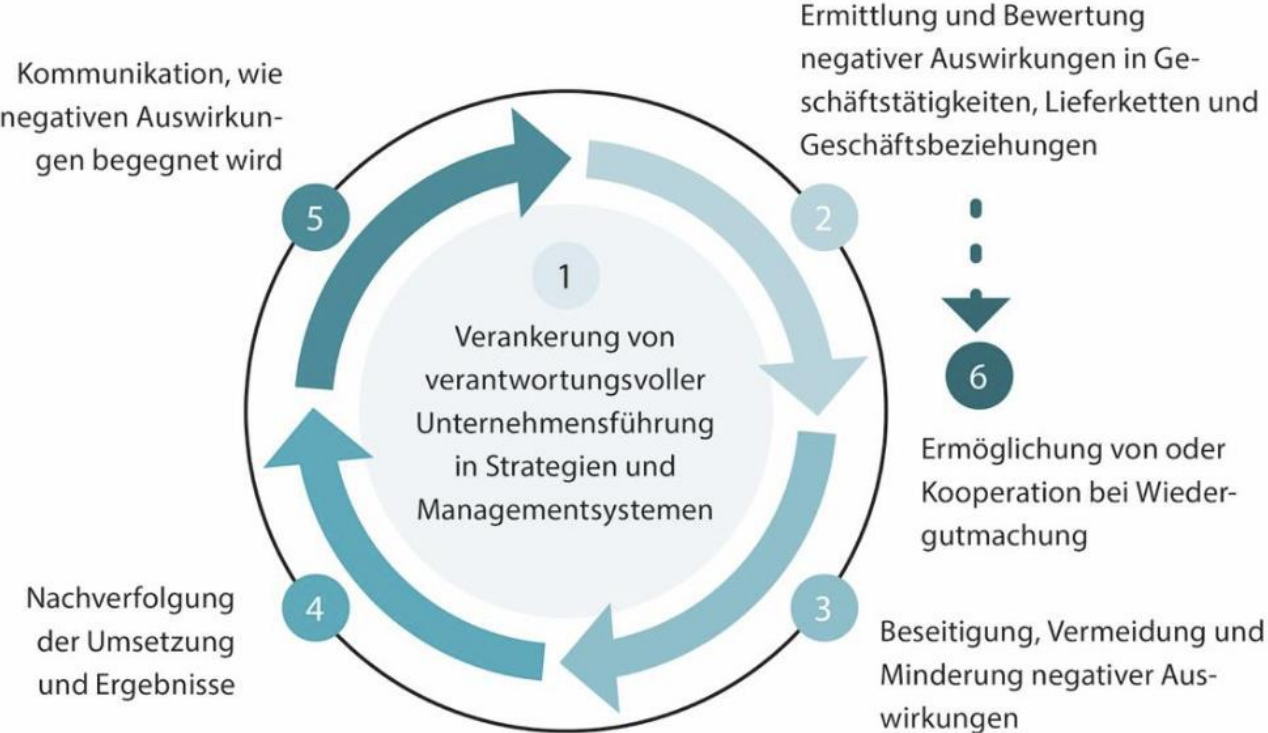 Ermittlung und Bewertung
negativer Auswirkungen in Ge-
schäftstätigkeiten, Lieferketten und
Geschäftsbeziehungen
Kommunikation, wie
negativen Auswirkun-
gen begegnet wird
5
2
1
Verankerung von
verantwortungsvoller
Unternehmensführung
in Strategien und
Managementsystemen
6
Ermöglichung von oder
Kooperation bei Wieder-
gutmachung
4
Nachverfolgung
der Umsetzung
und Ergebnisse
3
Beseitigung, Vermeidung und
Minderung negativer Aus-
wirkungen